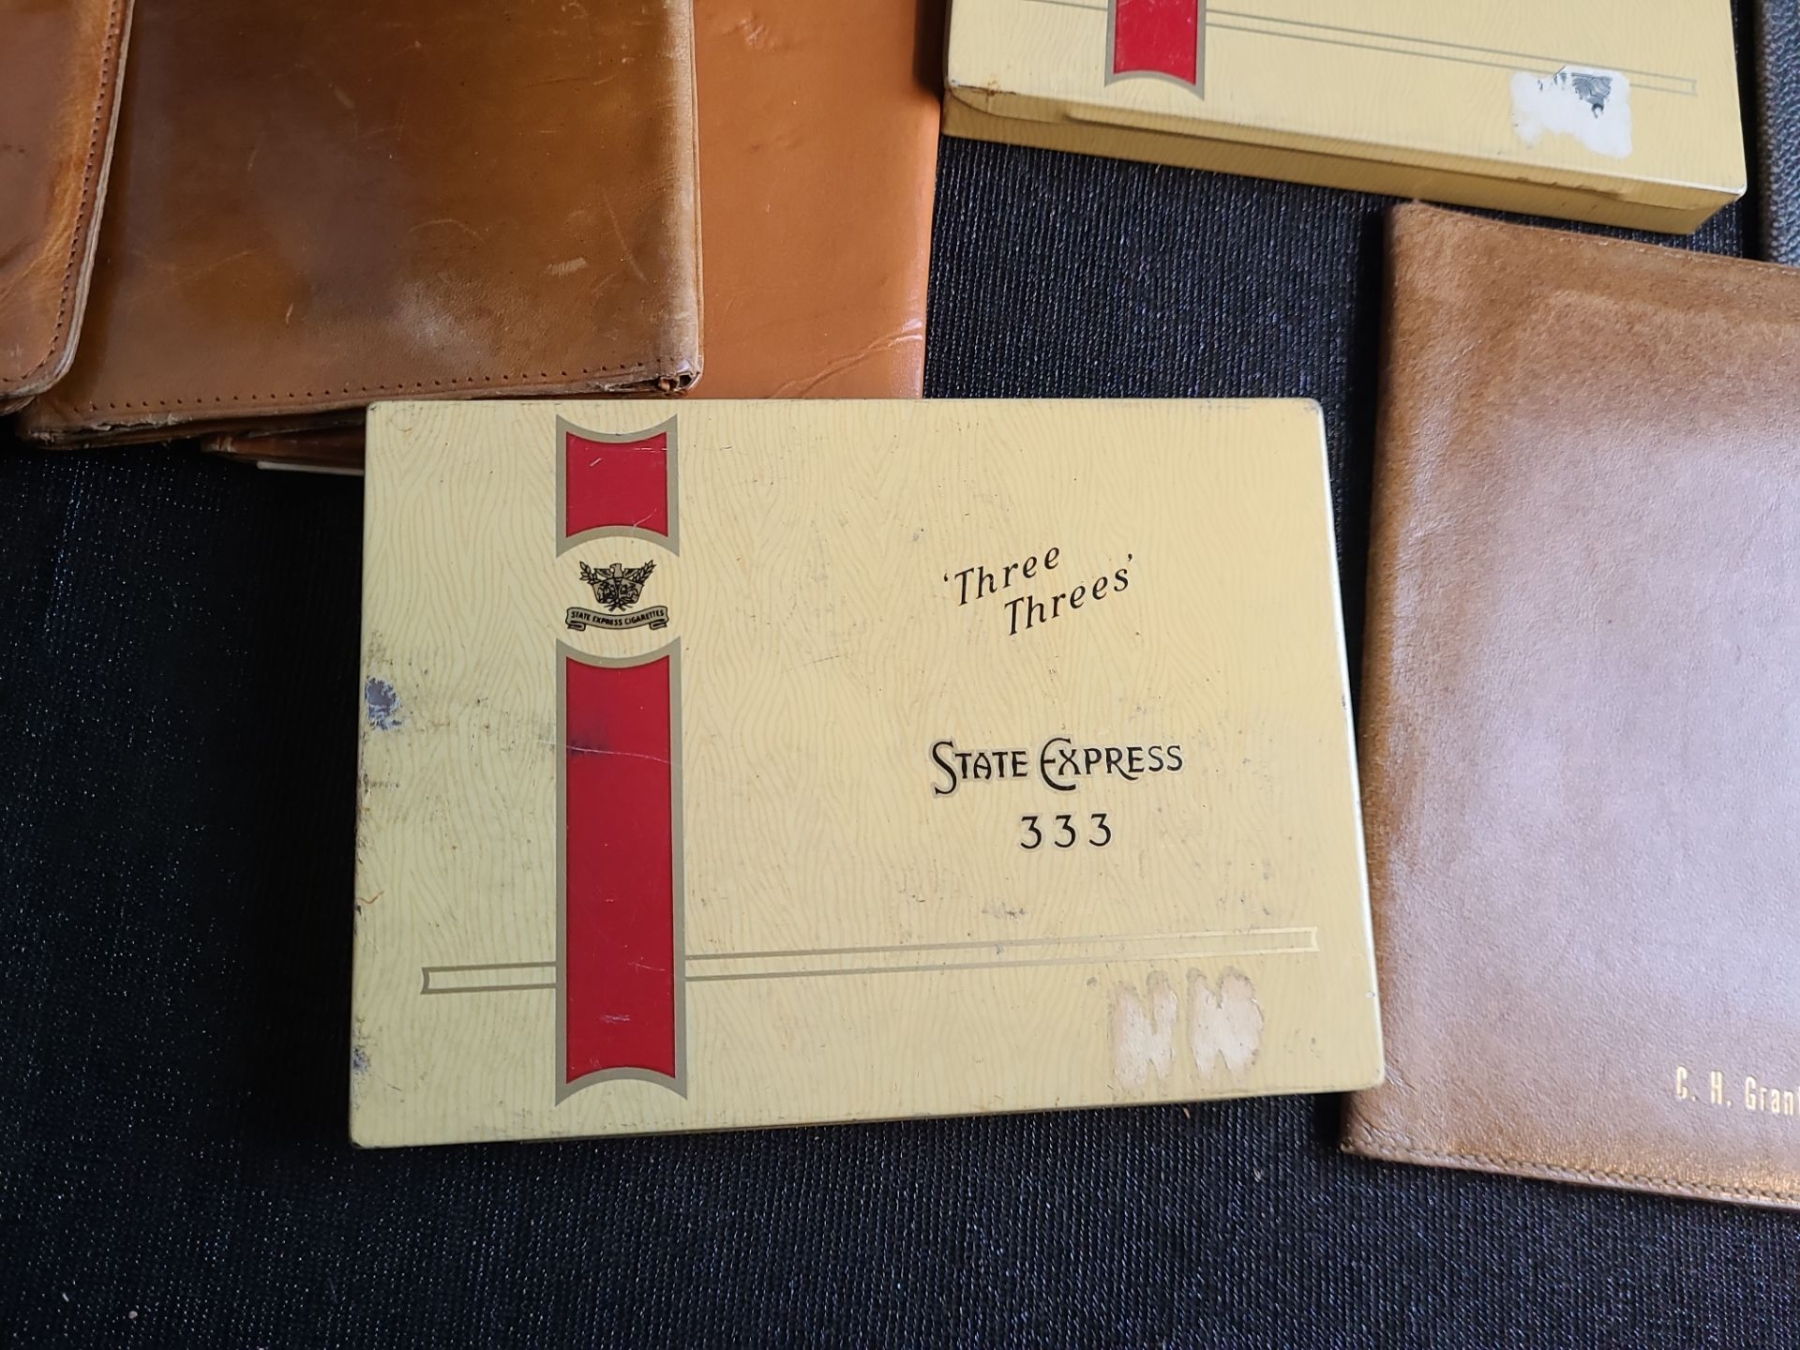 STATE EXPRESS CIGARETTES
‘Three
Threes’
STATE EXPRESS
333
C. H. Grant